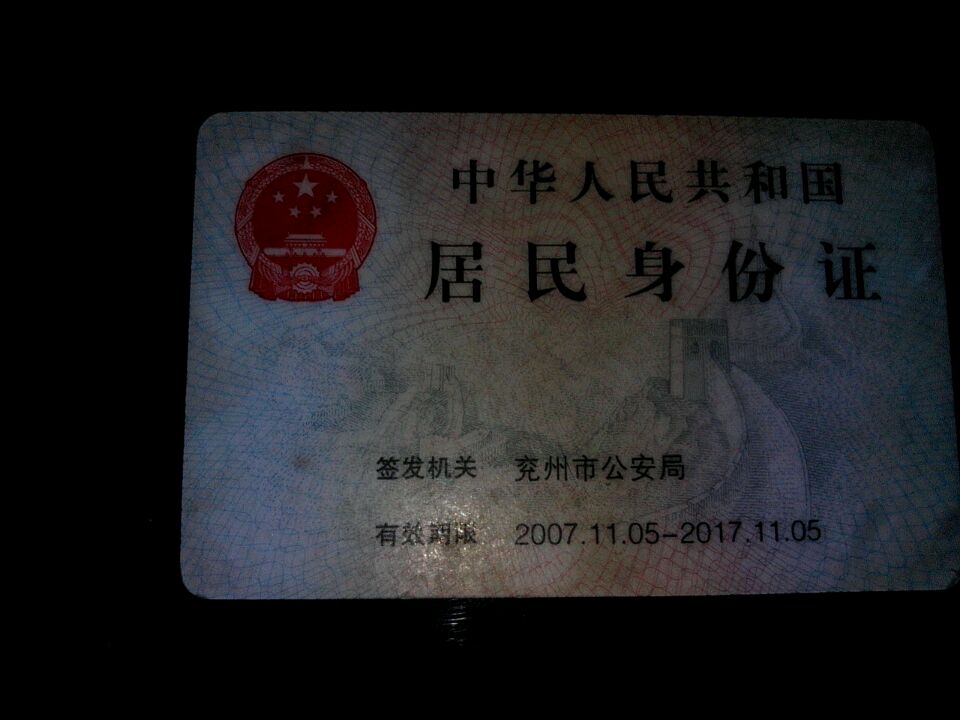 中华人民共和国
居民身份证
签发机关 兖州市公安局
有效期限 2007.11.05-2017.11.05